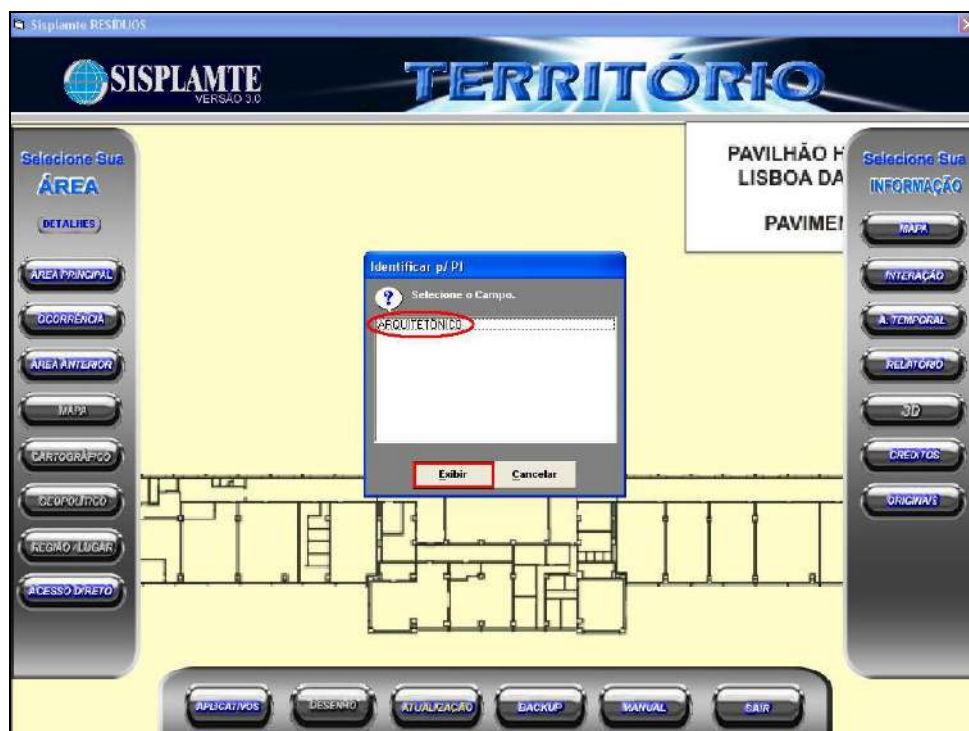 Sisplamte RESÍDUOS
SISPLAMTE
VERSÃO 3.0
TERRITÓRIO
Selecione Sua
ÁREA
DETALHES
ÁREA PRINCIPAL
OCORRÊNCIA
ÁREA ANTERIOR
MAPA
CARTOGRÁFICO
GEOPOLÍTICO
REGIÃO / LUGAR
ACESSO DIRETO
PAVILHÃO H
LISBOA DA
PAVIMEN
Identificar p/ PI
Selecione o Campo.
ARQUITETÔNICO
Exibir
Cancelar
Selecione Sua
INFORMAÇÃO
MAPA
INTERAÇÃO
A. TEMPORAL
RELATÓRIO
3D
CRÉDITOS
ORIGINAIS
APLICATIVOS
DESENHO
ATUALIZAÇÃO
BACKUP
MANUAL
SAIR